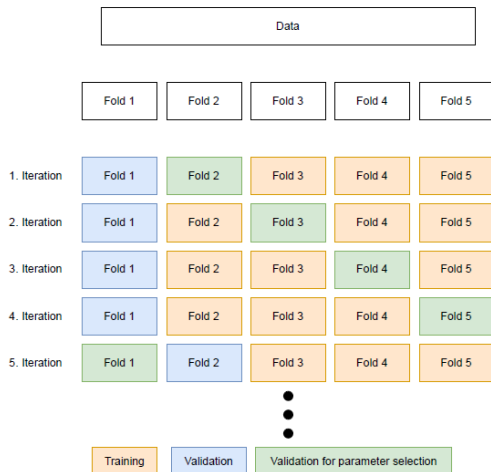 Data
Fold 1 Fold 2 Fold 3 Fold 4 Fold 5
1. Iteration Fold 1 Fold 2 Fold 3 Fold 4 Fold 5
2. Iteration Fold 1 Fold 2 Fold 3 Fold 4 Fold 5
3. Iteration Fold 1 Fold 2 Fold 3 Fold 4 Fold 5
4. Iteration Fold 1 Fold 2 Fold 3 Fold 4 Fold 5
5. Iteration Fold 1 Fold 2 Fold 3 Fold 4 Fold 5
Training Validation Validation for parameter selection